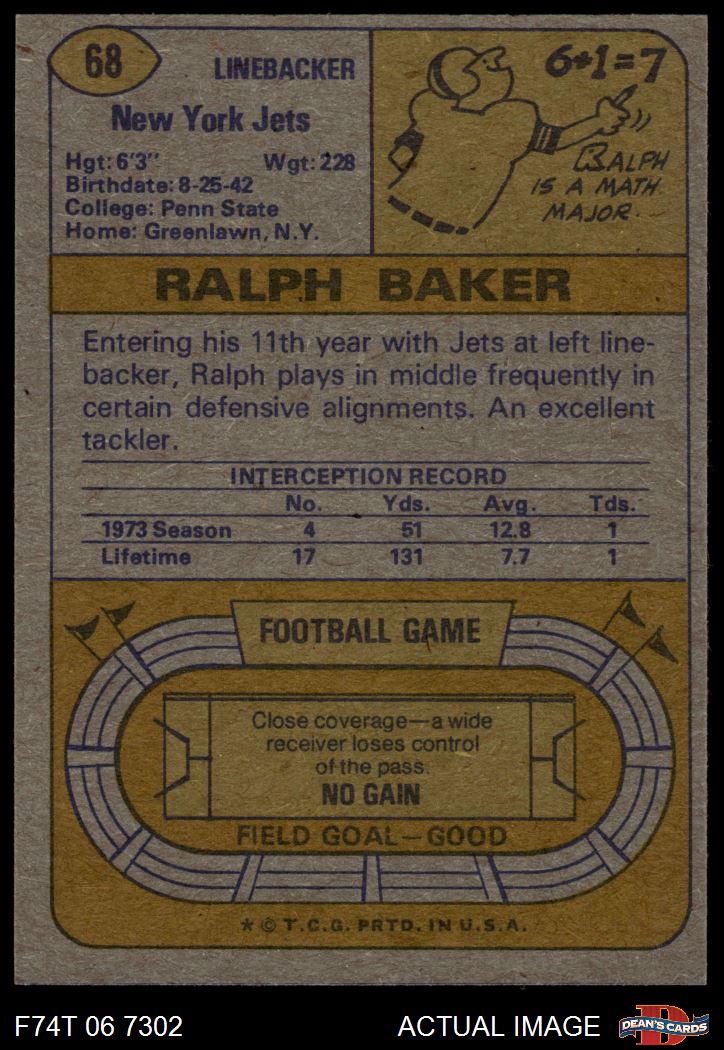 68
LINEBACKER
New York Jets
Hgt: 6'3" Wgt: 228
Birthdate: 8-25-42
College: Penn State
Home: Greenlawn, N.Y.
6+1=7
RALPH
IS A MATH
MAJOR.
RALPH BAKER
Entering his 11th year with Jets at left line-
backer, Ralph plays in middle frequently in
certain defensive alignments. An excellent
tackler.
INTERCEPTION RECORD
No. Yds. Avg. Tds.
1973 Season 4 51 12.8 1
Lifetime 17 131 7.7 1
FOOTBALL GAME
Close coverage—a wide
receiver loses control
of the pass.
NO GAIN
FIELD GOAL—GOOD
* © T.C.G. PRTD. IN U.S.A.
F74T 06 7302 ACTUAL IMAGE
D
DEAN'S CARDS